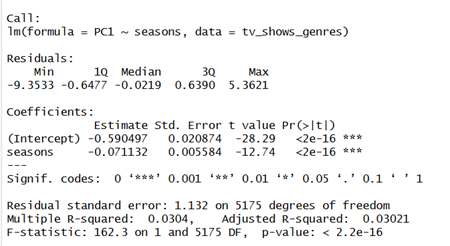 Call:
lm(formula = PC1 ~ seasons, data = tv_shows_genres)
Residuals:
Min 1Q Median 3Q Max
-9.3533 -0.6477 -0.0219 0.6390 5.3621
Coefficients:
Estimate Std. Error t value Pr(>|t|)
(Intercept) -0.590497 0.020874 -28.29 <2e-16 ***
seasons -0.071132 0.005584 -12.74 <2e-16 ***
---
Signif. codes: 0 ‘***’ 0.001 ‘**’ 0.01 ‘*’ 0.05 ‘.’ 0.1 ‘ ’ 1
Residual standard error: 1.132 on 5175 degrees of freedom
Multiple R-squared: 0.0304, Adjusted R-squared: 0.03021
F-statistic: 162.3 on 1 and 5175 DF, p-value: < 2.2e-16